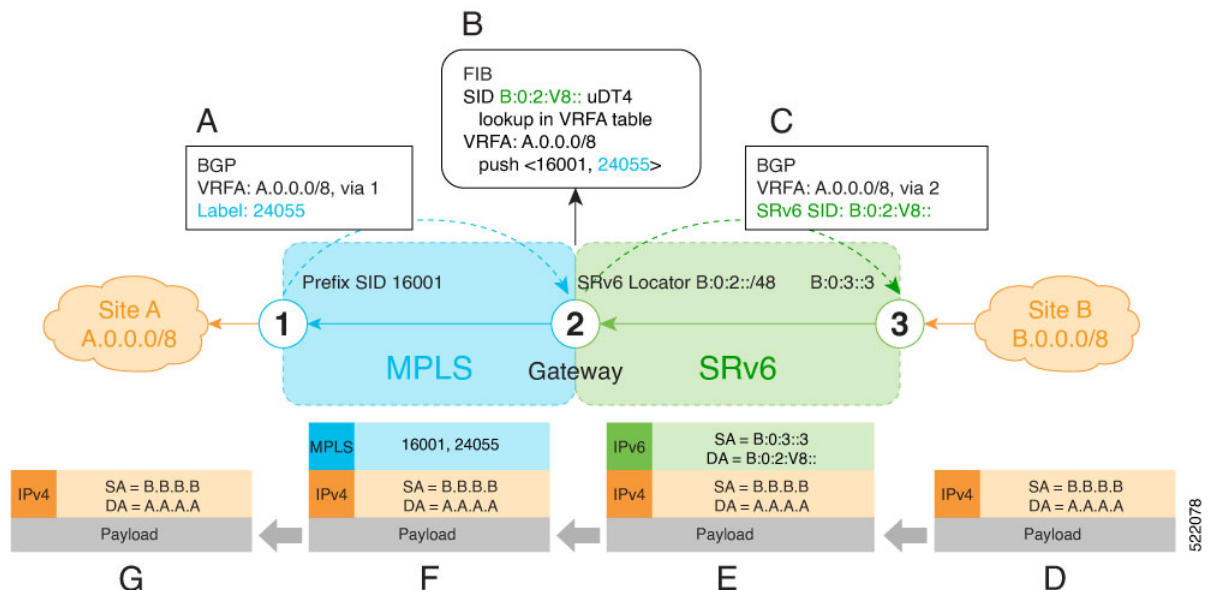 B
FIB
SID B:0:2:V8:: uDT4
lookup in VRFA table
VRFA: A.0.0.0/8
push <16001, 24055>
A
BGP
VRFA: A.0.0.0/8, via 1
Label: 24055
C
BGP
VRFA: A.0.0.0/8, via 2
SRv6 SID: B:0:2:V8::
Prefix SID 16001
SRv6 Locator B:0:2::/48
B:0:3::3
Site A
A.0.0.0/8
1
2
3
Site B
B.0.0.0/8
MPLS
Gateway
SRv6
IPv4
SA = B.B.B.B
DA = A.A.A.A
Payload
MPLS
16001, 24055
IPv4
SA = B.B.B.B
DA = A.A.A.A
Payload
IPv6
SA = B:0:3::3
DA = B:0:2:V8::
IPv4
SA = B.B.B.B
DA = A.A.A.A
Payload
IPv4
SA = B.B.B.B
DA = A.A.A.A
Payload
522078
G
F
E
D